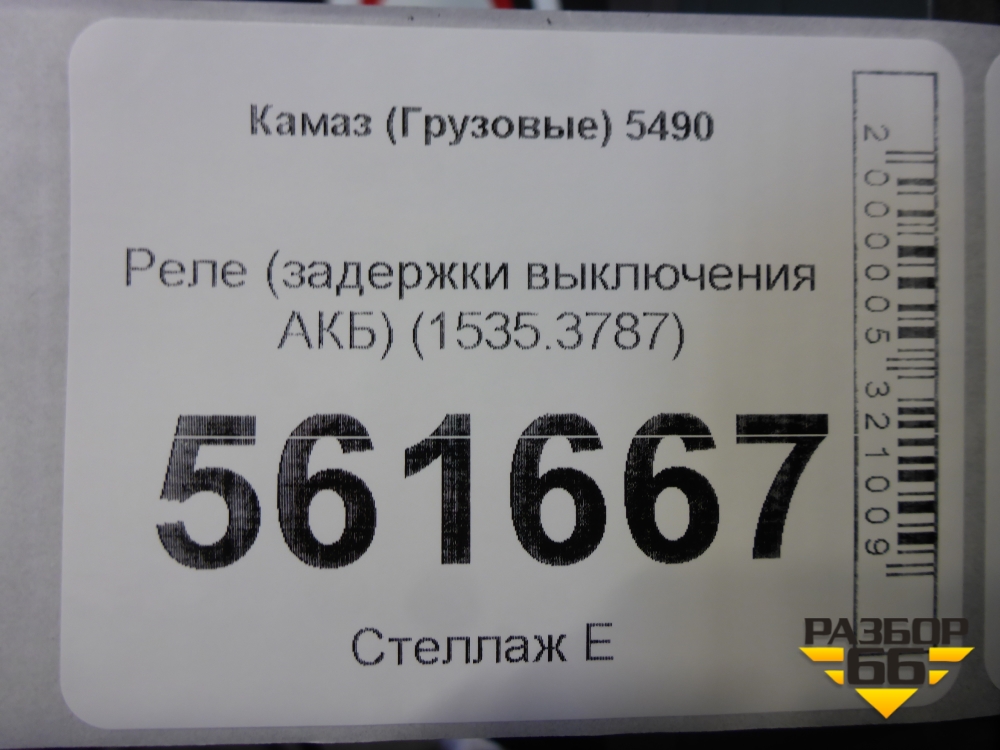 Камаз (Грузовые) 5490
Реле (задержки выключения
АКБ) (1535.3787)
561667
Стеллаж Е
2000005321009
РАЗБОР
66